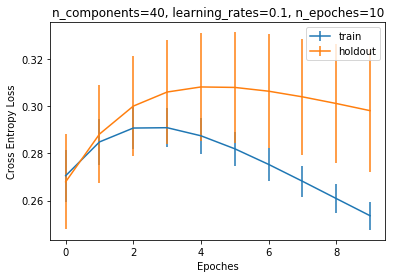 n_components=40, learning_rates=0.1, n_epoches=10
train
holdout
Cross Entropy Loss
0.32
0.30
0.28
0.26
0
2
4
6
8
Epoches